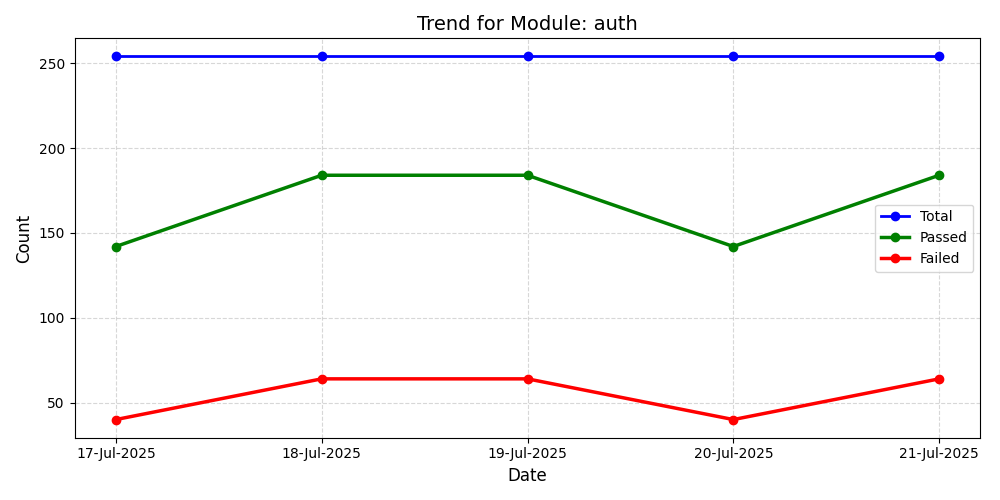 Trend for Module: auth
250
200
150
100
50
Count
Total
Passed
Failed
17-Jul-2025 18-Jul-2025 19-Jul-2025 20-Jul-2025 21-Jul-2025
Date